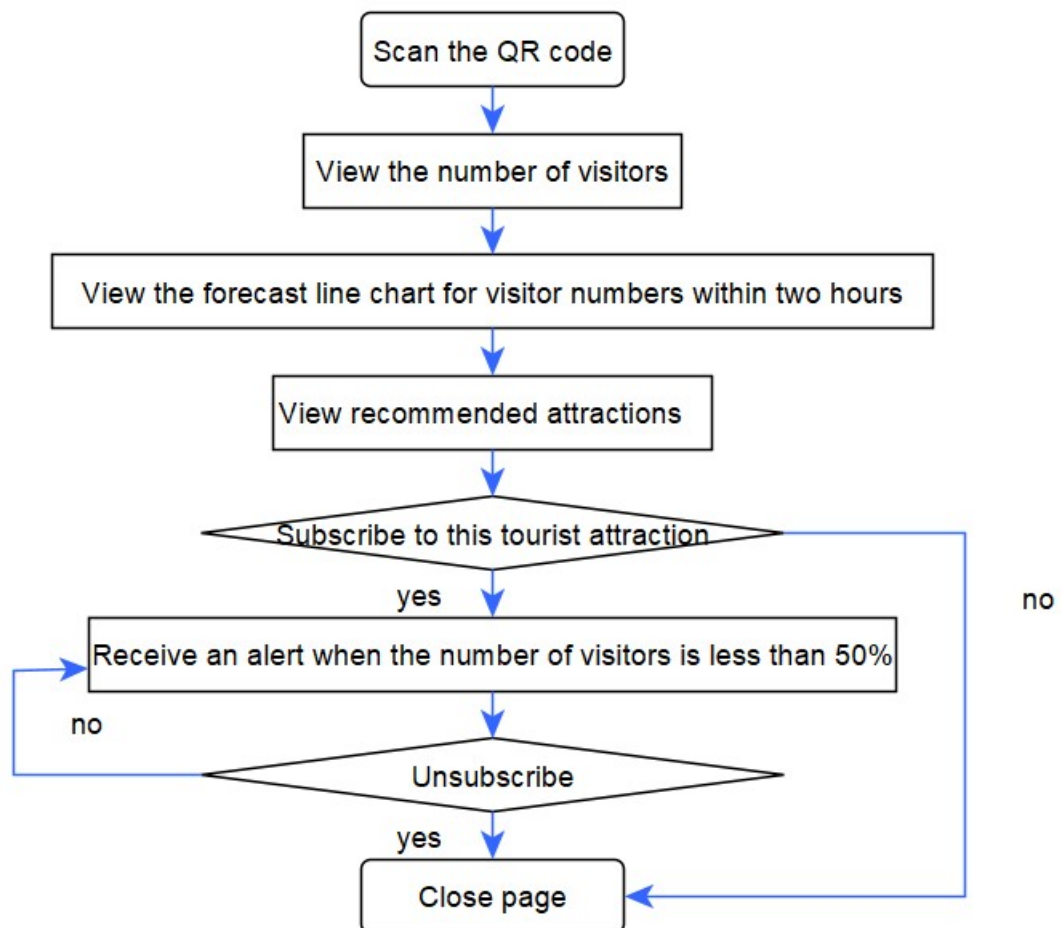 Scan the QR code
View the number of visitors
View the forecast line chart for visitor numbers within two hours
View recommended attractions
Subscribe to this tourist attraction
yes
no
Receive an alert when the number of visitors is less than 50%
no
Unsubscribe
yes
Close page